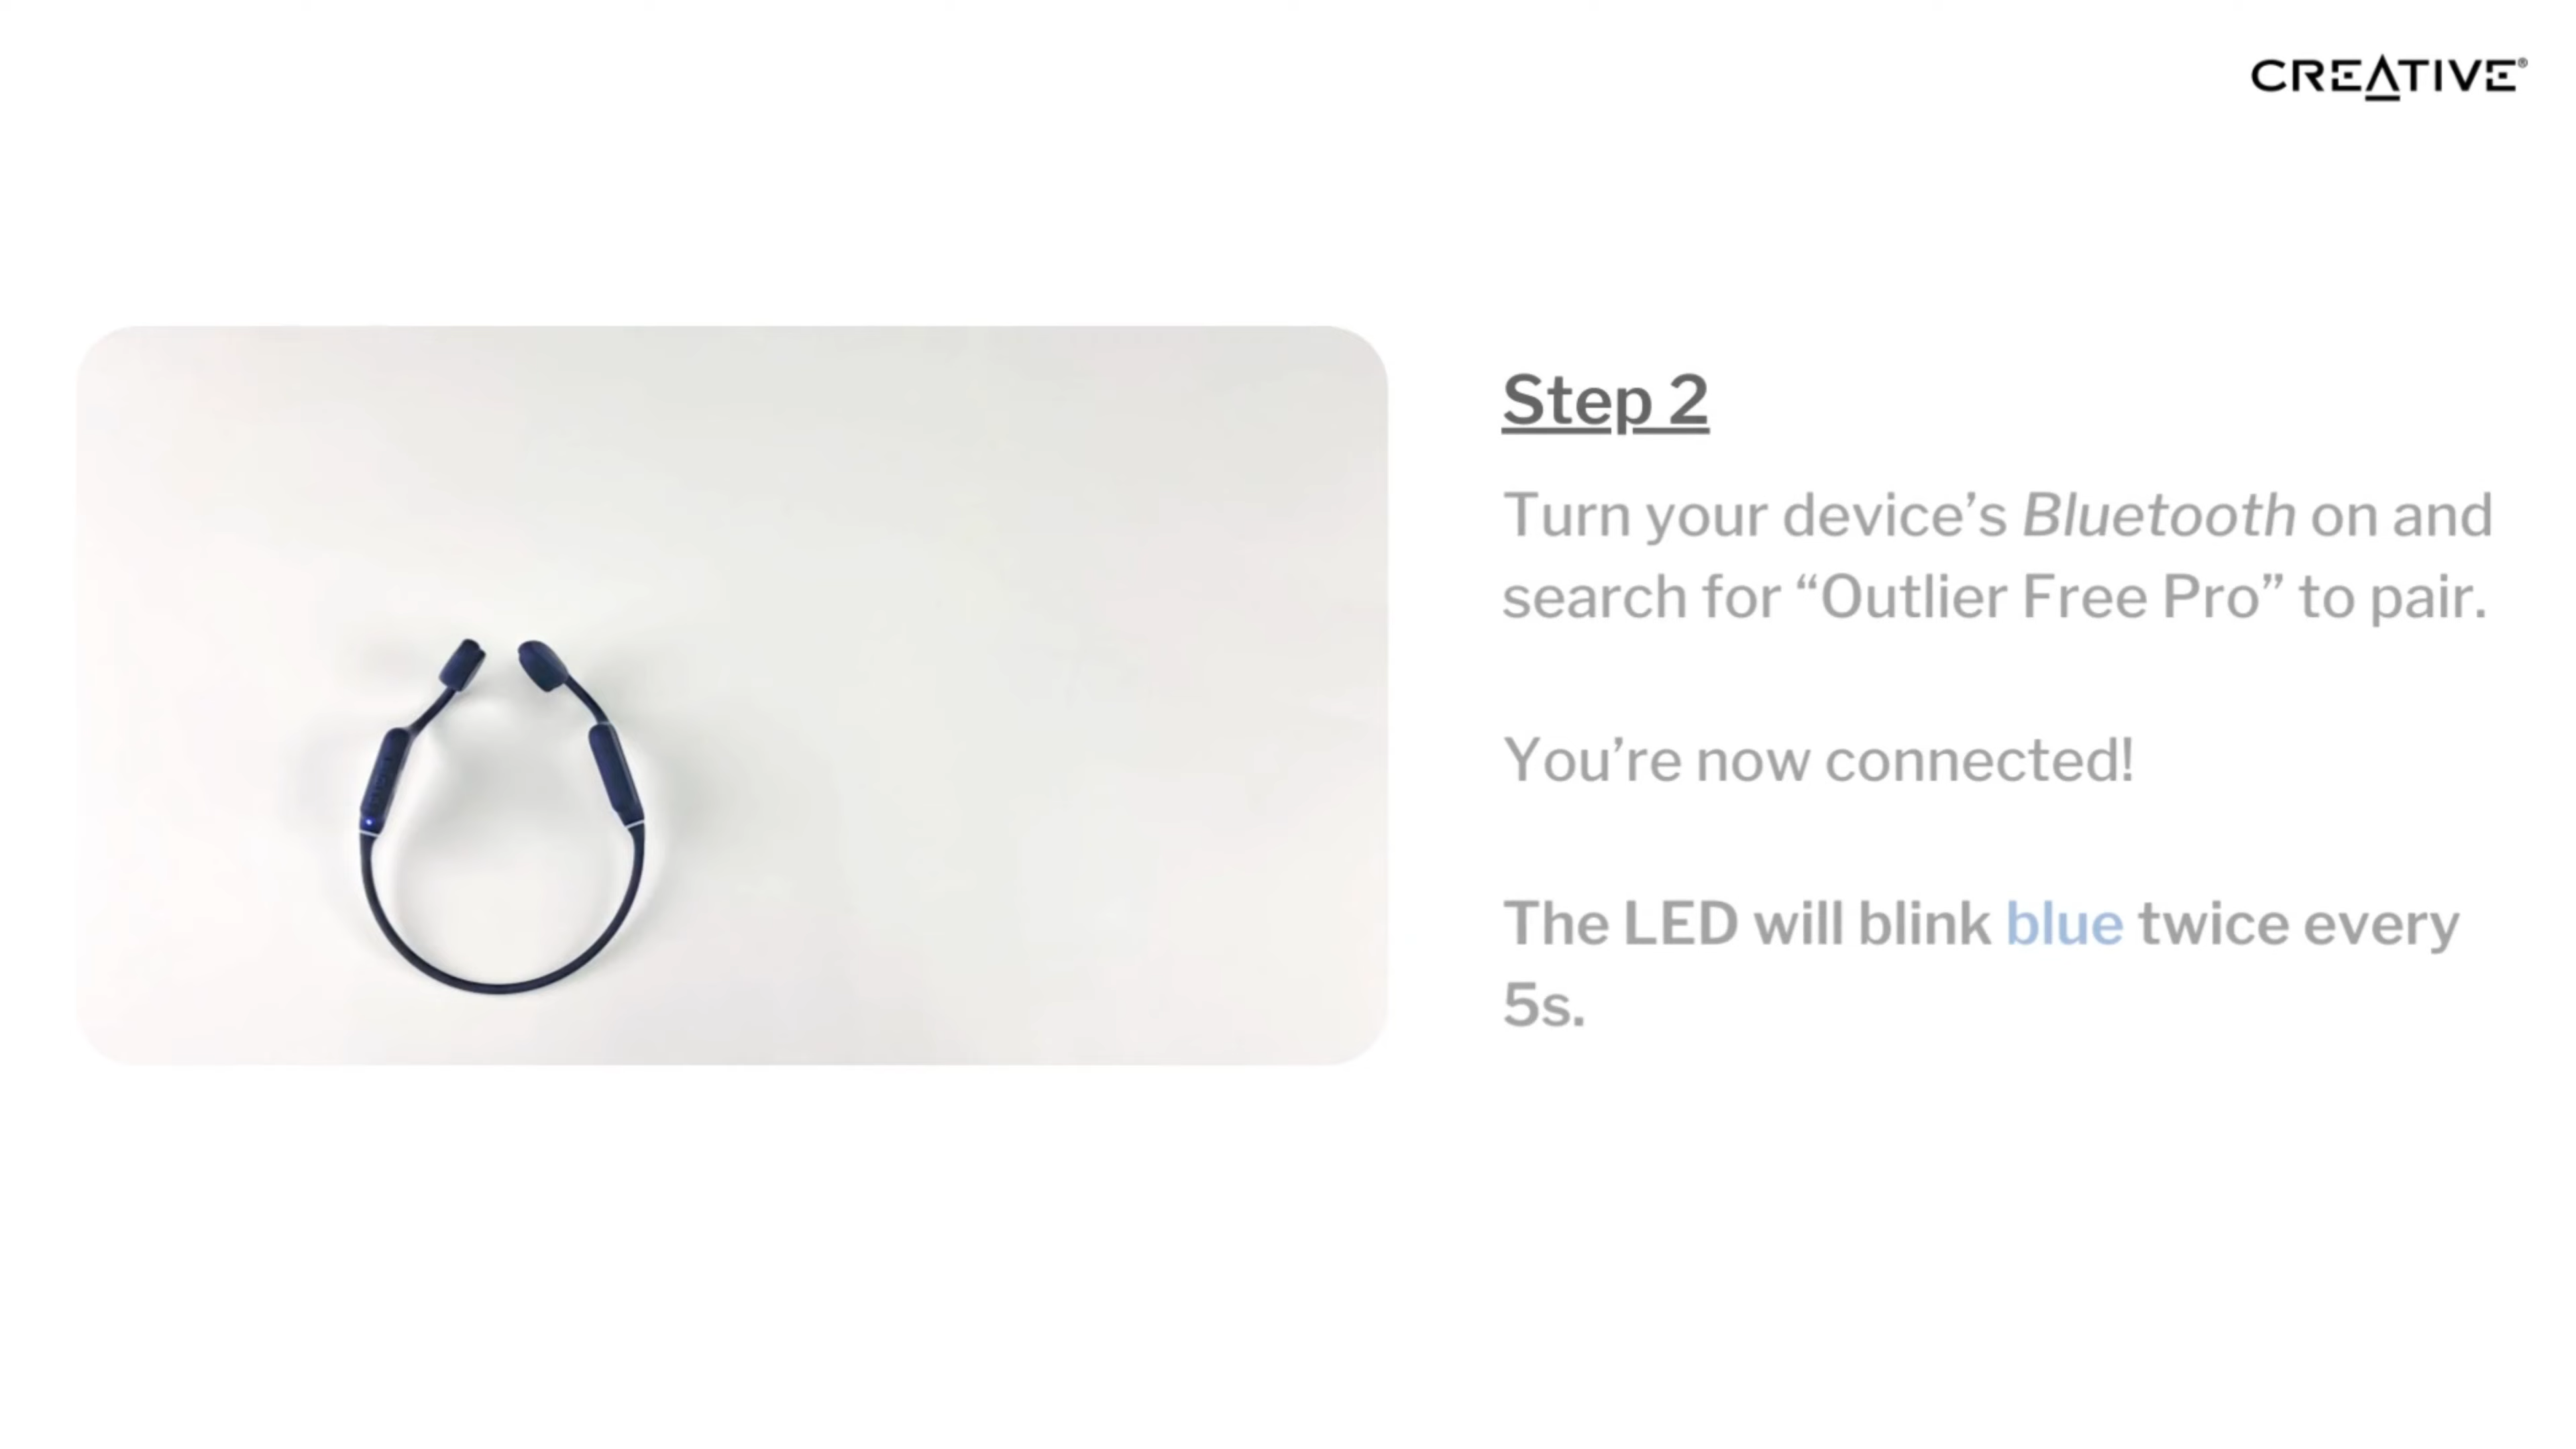 CREATIVE®
Step 2
Turn your device’s Bluetooth on and
search for “Outlier Free Pro” to pair.
You’re now connected!
The LED will blink blue twice every
5s.